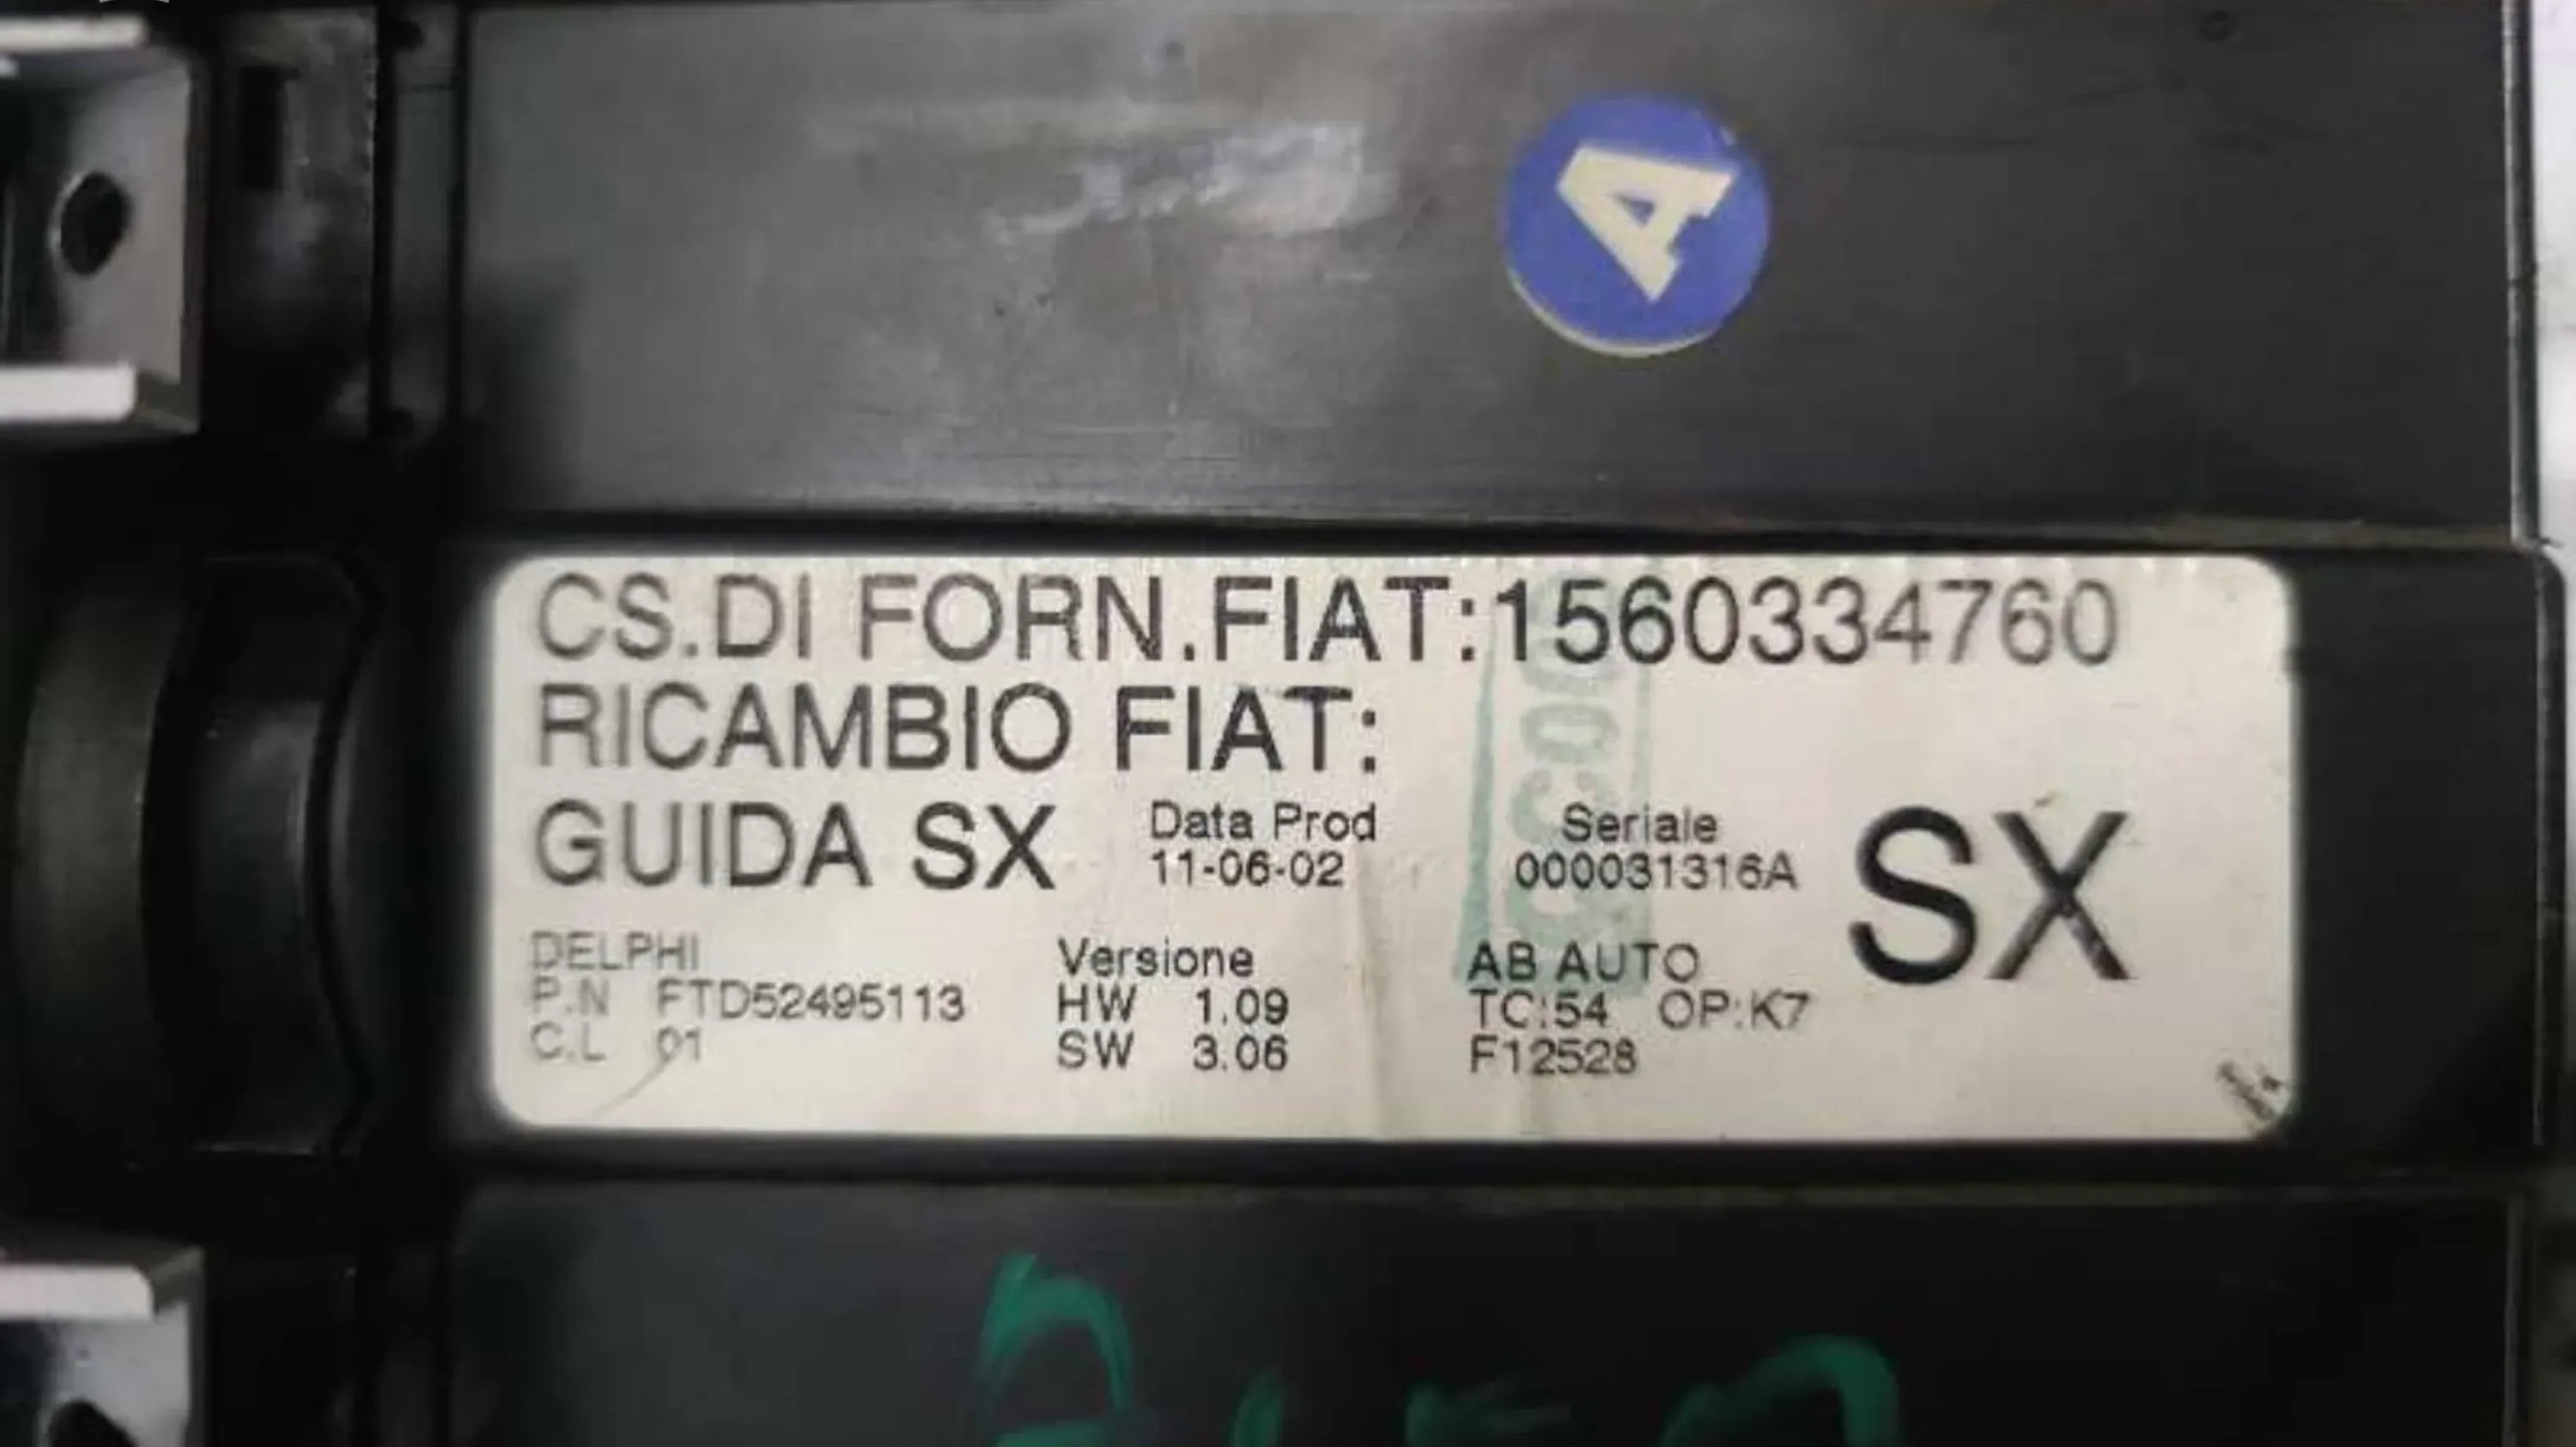 A
CS.DI FORN.FIAT:1560334760
RICAMBIO FIAT:
GUIDA SX
Data Prod
11-06-02
Seriale
000031316A
SX
DELPHI
P.N FTD52495113
C.L 01
Versione
HW 1.09
SW 3.06
AB AUTO
TC:54 OP:K7
F12528